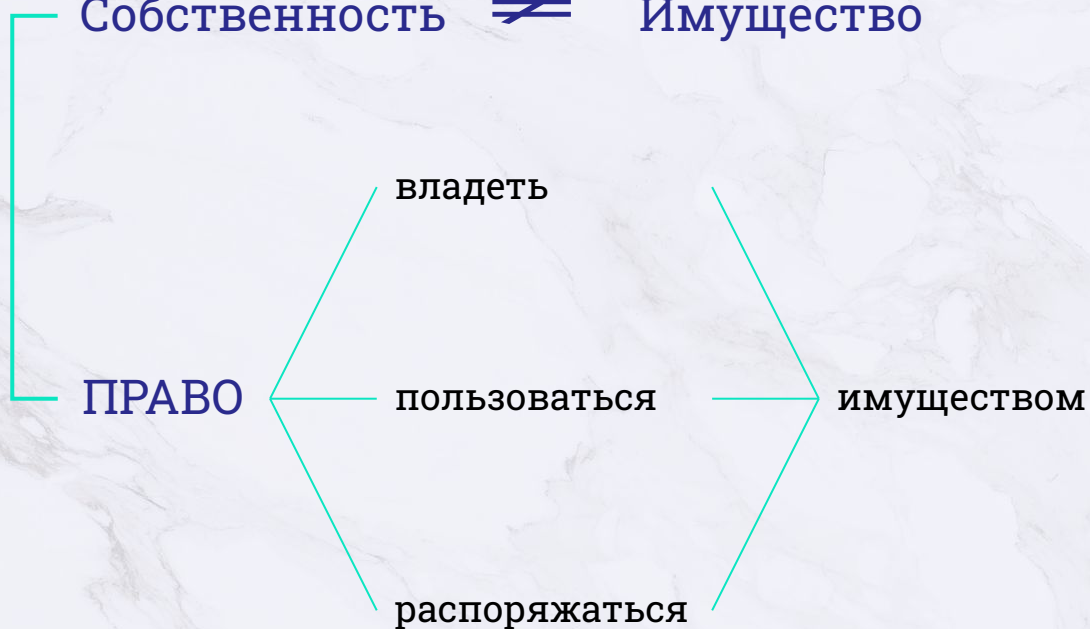 Собственность ≠ Имущество
владеть
ПРАВО пользоваться имуществом
распоряжаться